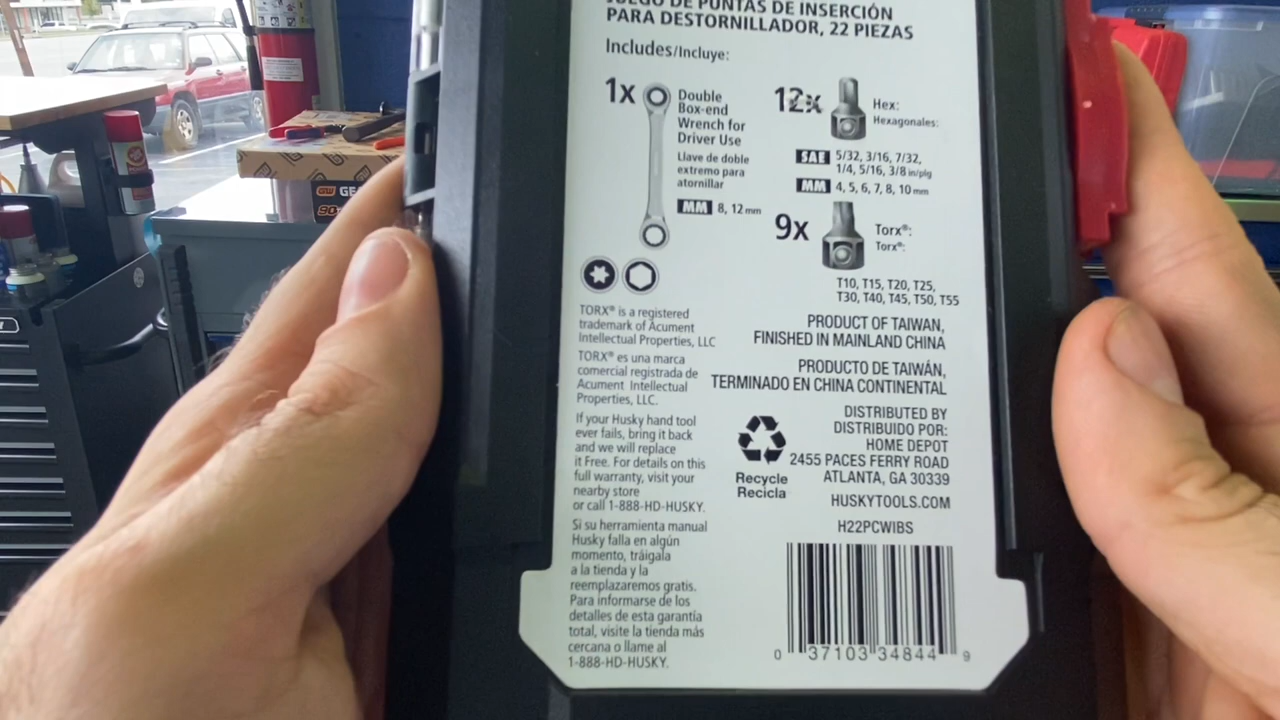 JUEGO DE PUNTAS DE INSERCIÓN
PARA DESTORNILLADOR, 22 PIEZAS
Includes/Incluye:
1x
Double
Box-end
Wrench for
Driver Use
Llave de doble
extremo para
atornillar
MM 8, 12 mm
12x
Hex:
Hexagonales:
SAE 5/32, 3/16, 7/32,
1/4, 5/16, 3/8 in/plg
MM 4, 5, 6, 7, 8, 10 mm
9x
Torx®:
Torx®:
T10, T15, T20, T25,
T30, T40, T45, T50, T55
TORX® is a registered
trademark of Acument
Intellectual Properties, LLC
TORX® es una marca
comercial registrada de
Acument Intellectual
Properties, LLC.
If your Husky hand tool
ever fails, bring it back
and we will replace
it Free. For details on this
full warranty, visit your
nearby store
or call 1-888-HD-HUSKY.
Si su herramienta manual
Husky falla en algún
momento, tráigala
a la tienda y la
reemplazaremos gratis.
Para informarse de los
detalles de esta garantía
total, visite la tienda más
cercana o llame al
1-888-HD-HUSKY.
PRODUCT OF TAIWAN,
FINISHED IN MAINLAND CHINA
PRODUCTO DE TAIWÁN,
TERMINADO EN CHINA CONTINENTAL
DISTRIBUTED BY
DISTRIBUIDO POR:
HOME DEPOT
2455 PACES FERRY ROAD
ATLANTA, GA 30339
Recycle
Recicla
HUSKYTOOLS.COM
H22PCWIBS
0 37103 34844 9
GW GE
90